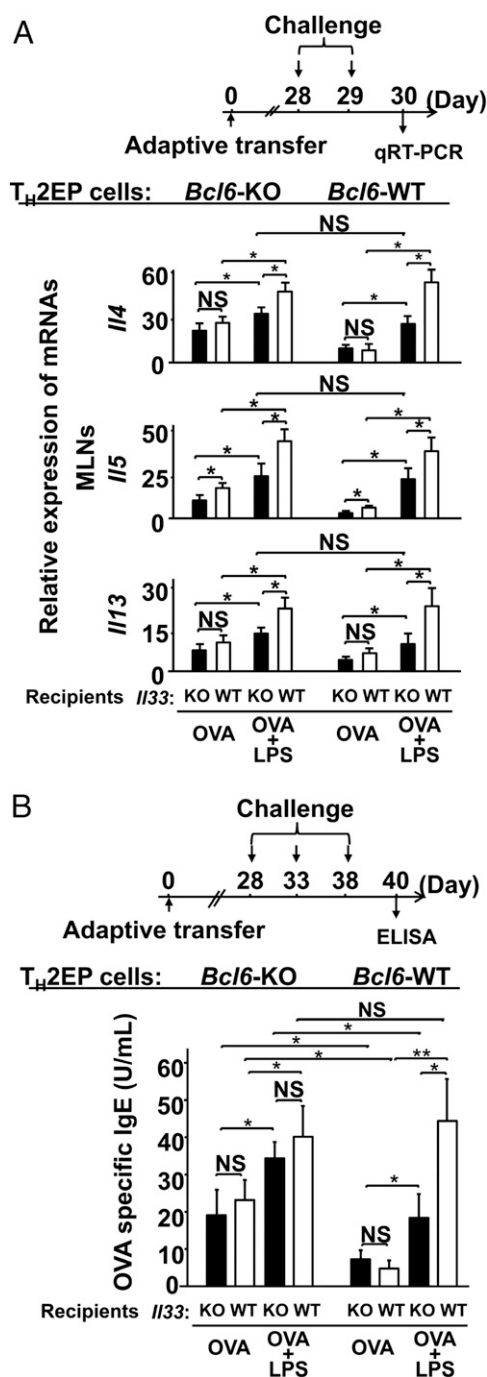 A
Challenge
0 28 29 30 (Day)
Adaptive transfer qRT-PCR
TH2EP cells: Bcl6-KO Bcl6-WT
Relative expression of mRNAs
MLNs
NS
* *
* * * *
NS NS
Il4
60
30
0
NS
* *
* * * *
* *
Il5
50
25
0
NS
* *
* * * *
NS NS
Il13
30
15
0
Recipients Il33: KO WT KO WT KO WT KO WT
OVA OVA + LPS OVA OVA + LPS
B
Challenge
0 28 33 38 40 (Day)
Adaptive transfer ELISA
TH2EP cells: Bcl6-KO Bcl6-WT
NS
*
*
* **
* *
NS
* *
NS NS
OVA specific IgE (U/mL)
60
50
40
30
20
10
0
Recipients Il33: KO WT KO WT KO WT KO WT
OVA OVA + LPS OVA OVA + LPS